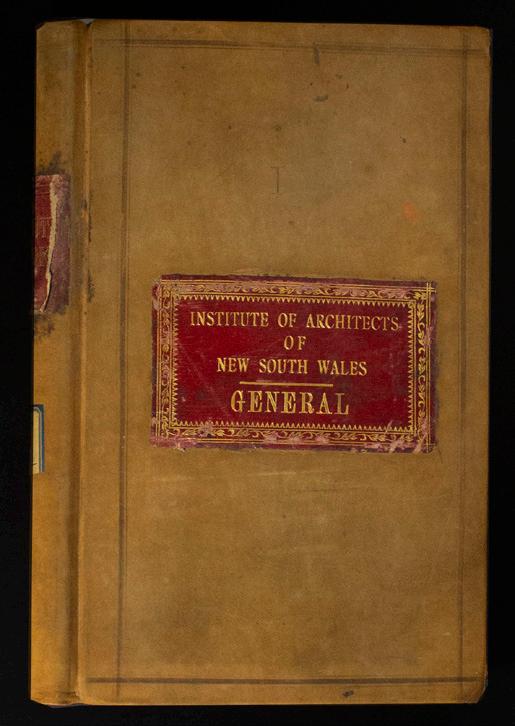 INSTITUTE OF ARCHITECTS
OF
NEW SOUTH WALES
GENERAL